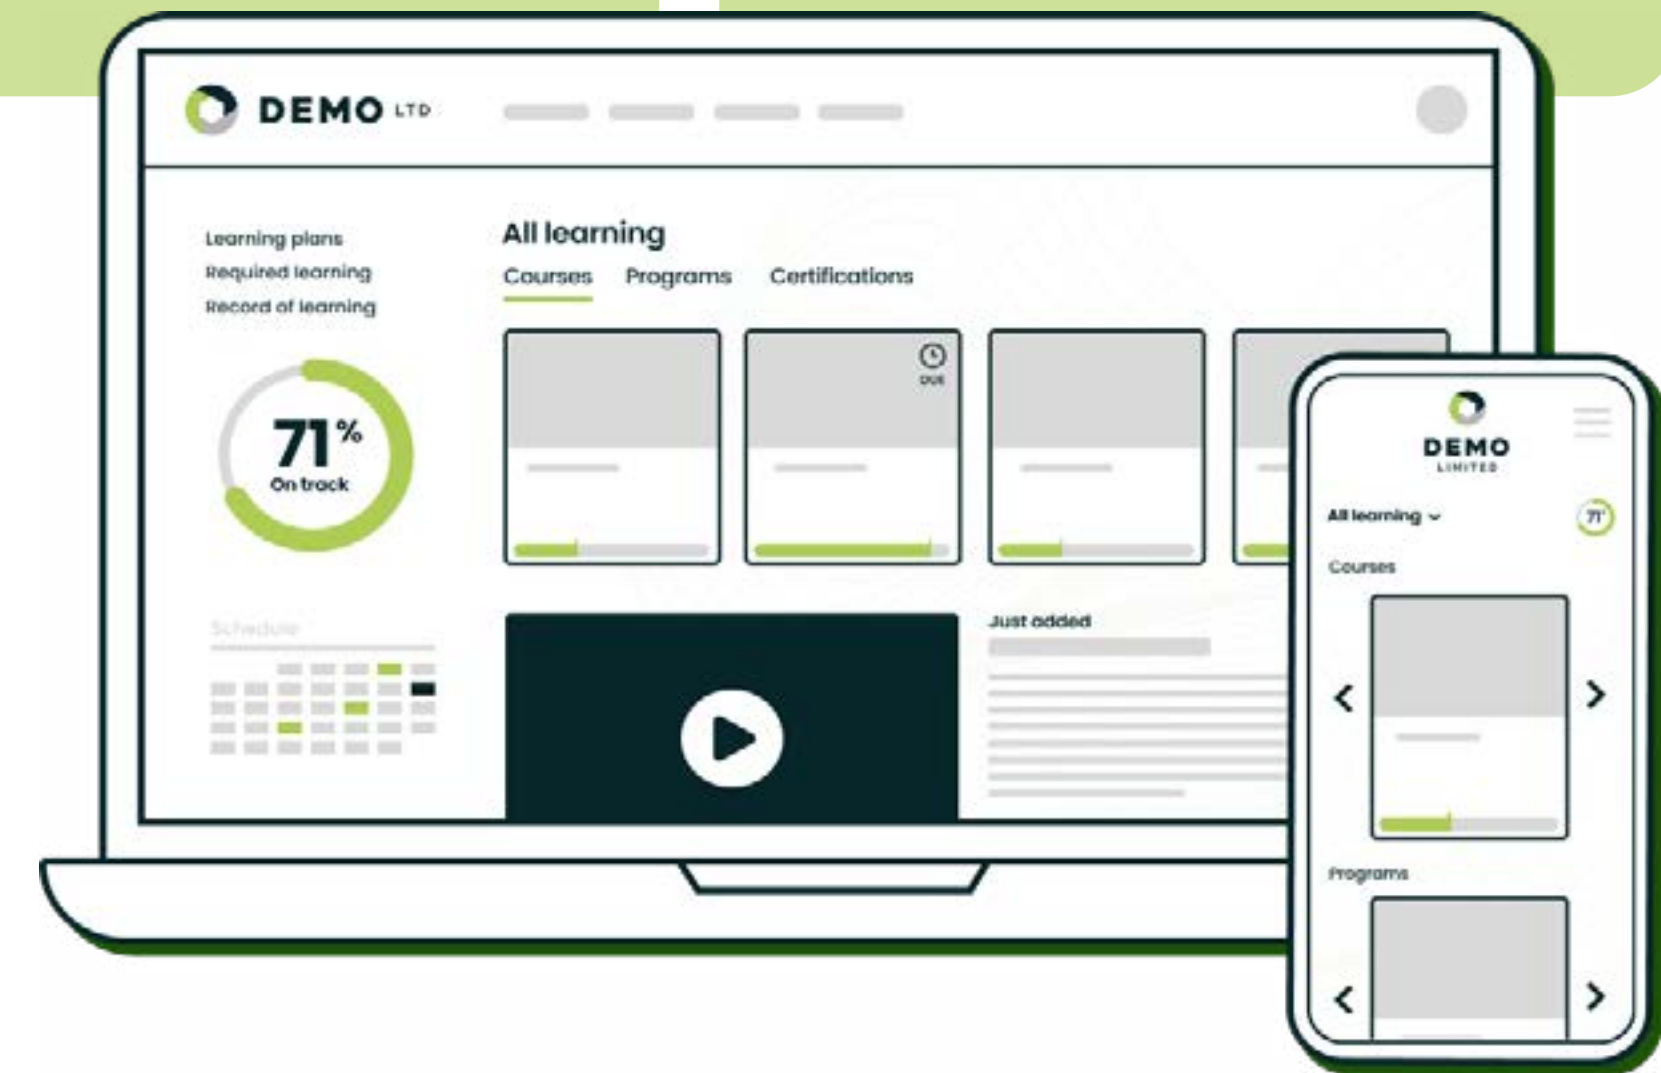 DEMO LTD
Learning plans
Required learning
Record of learning
71%
On track
Schedule
All learning
Courses Programs Certifications
DUE
Just added
DEMO
LIMITED
All learning
71°
Courses
Programs